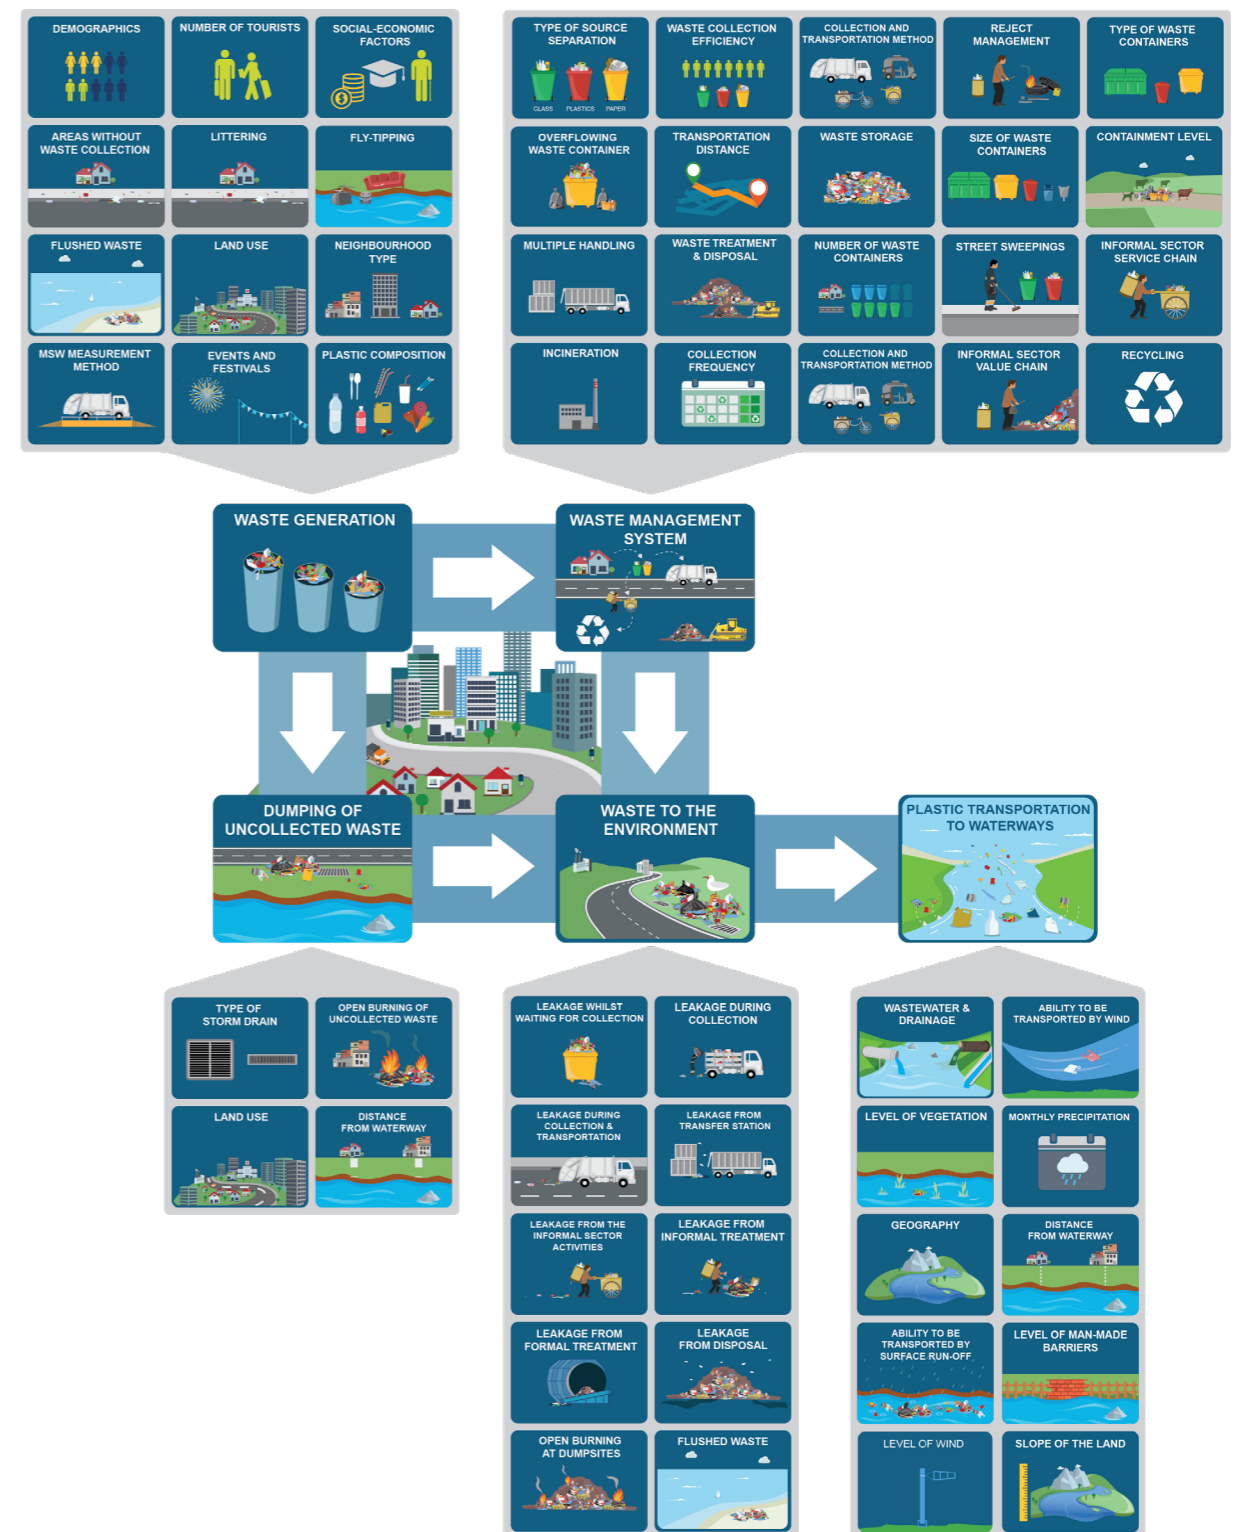 DEMOGRAPHICS
NUMBER OF TOURISTS
SOCIAL-ECONOMIC
FACTORS
AREAS WITHOUT
WASTE COLLECTION
LITTERING
FLY-TIPPING
FLUSHED WASTE
LAND USE
NEIGHBOURHOOD
TYPE
MSW MEASUREMENT
METHOD
EVENTS AND
FESTIVALS
PLASTIC COMPOSITION
TYPE OF SOURCE
SEPARATION
GLASS
PLASTICS
PAPER
WASTE COLLECTION
EFFICIENCY
COLLECTION AND
TRANSPORTATION METHOD
REJECT
MANAGEMENT
TYPE OF WASTE
CONTAINERS
OVERFLOWING
WASTE CONTAINER
TRANSPORTATION
DISTANCE
WASTE STORAGE
SIZE OF WASTE
CONTAINERS
CONTAINMENT LEVEL
MULTIPLE HANDLING
WASTE TREATMENT
& DISPOSAL
NUMBER OF WASTE
CONTAINERS
STREET SWEEPINGS
INFORMAL SECTOR
SERVICE CHAIN
INCINERATION
COLLECTION
FREQUENCY
COLLECTION AND
TRANSPORTATION METHOD
INFORMAL SECTOR
VALUE CHAIN
RECYCLING
WASTE GENERATION
WASTE MANAGEMENT
SYSTEM
DUMPING OF
UNCOLLECTED WASTE
WASTE TO THE
ENVIRONMENT
PLASTIC TRANSPORTATION
TO WATERWAYS
TYPE OF
STORM DRAIN
OPEN BURNING OF
UNCOLLECTED WASTE
LAND USE
DISTANCE
FROM WATERWAY
LEAKAGE WHILST
WAITING FOR COLLECTION
LEAKAGE DURING
COLLECTION
LEAKAGE DURING
COLLECTION &
TRANSPORTATION
LEAKAGE FROM
TRANSFER STATION
LEAKAGE FROM THE
INFORMAL SECTOR
ACTIVITIES
LEAKAGE FROM
INFORMAL TREATMENT
LEAKAGE FROM
FORMAL TREATMENT
LEAKAGE
FROM DISPOSAL
OPEN BURNING
AT DUMPSITES
FLUSHED WASTE
WASTEWATER &
DRAINAGE
ABILITY TO BE
TRANSPORTED BY WIND
LEVEL OF VEGETATION
MONTHLY PRECIPITATION
GEOGRAPHY
DISTANCE
FROM WATERWAY
ABILITY TO BE
TRANSPORTED BY
SURFACE RUN-OFF
LEVEL OF MAN-MADE
BARRIERS
LEVEL OF WIND
SLOPE OF THE LAND